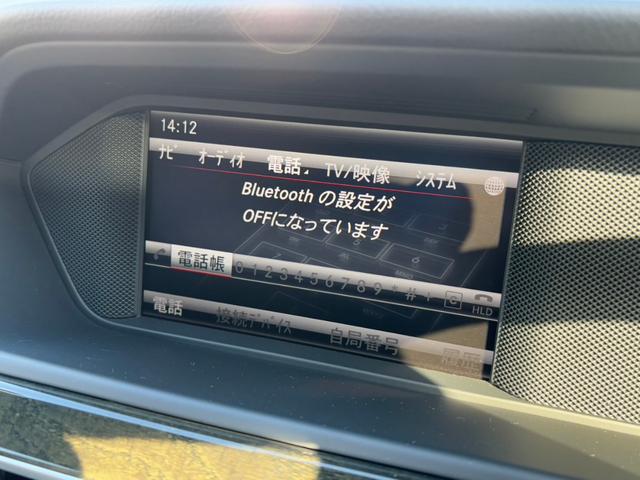 14:12
ナビ オーディオ 電話 TV/映像 システム
Bluetooth の設定が
OFFになっています
電話帳 0 1 2 3 4 5 6 7 8 9 * # + C HLD
電話 接続デバイス 自局番号